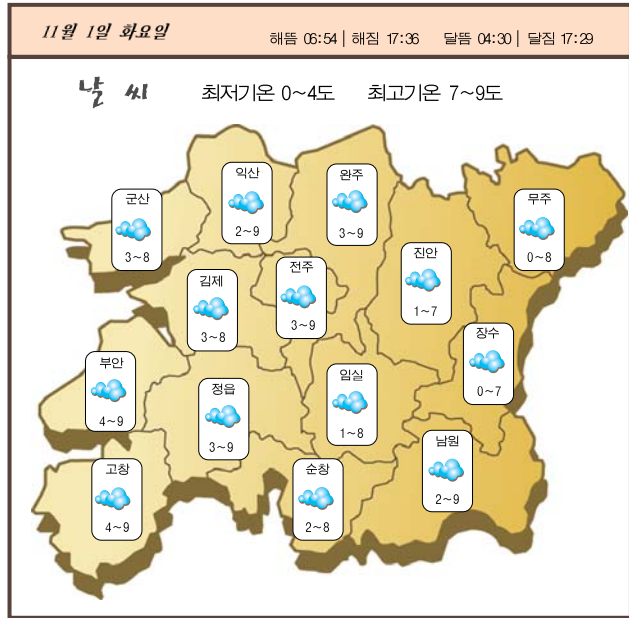 11월 1일 화요일
해뜸 06:54 | 해짐 17:36 달뜸 04:30 | 달짐 17:29
날 씨 최저기온 0~4도 최고기온 7~9도
익산
2~9
완주
3~9
군산
3~8
무주
0~8
진안
1~7
전주
3~9
김제
3~8
장수
0~7
부안
4~9
임실
1~8
정읍
3~9
남원
2~9
고창
4~9
순창
2~8